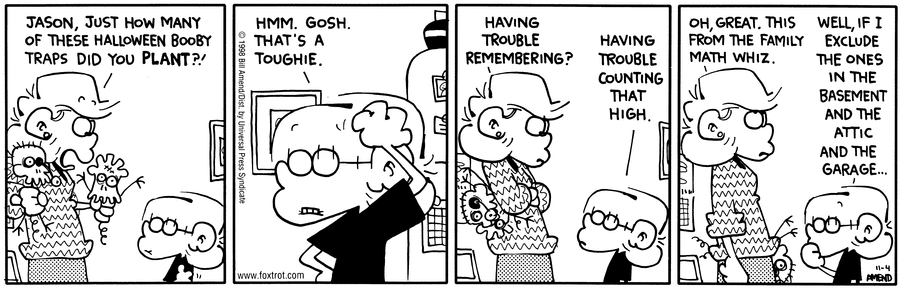 JASON, JUST HOW MANY
OF THESE HALLOWEEN BOOBY
TRAPS DID YOU PLANT?!
© 1998 Bill Amend/Dist. by Universal Press Syndicate
HMM. GOSH.
THAT'S A
TOUGHIE.
www.foxtrot.com
HAVING
TROUBLE
REMEMBERING?
HAVING
TROUBLE
COUNTING
THAT
HIGH.
OH, GREAT. THIS
FROM THE FAMILY
MATH WHIZ.
WELL, IF I
EXCLUDE
THE ONES
IN THE
BASEMENT
AND THE
ATTIC
AND THE
GARAGE...
11-4
AMEND